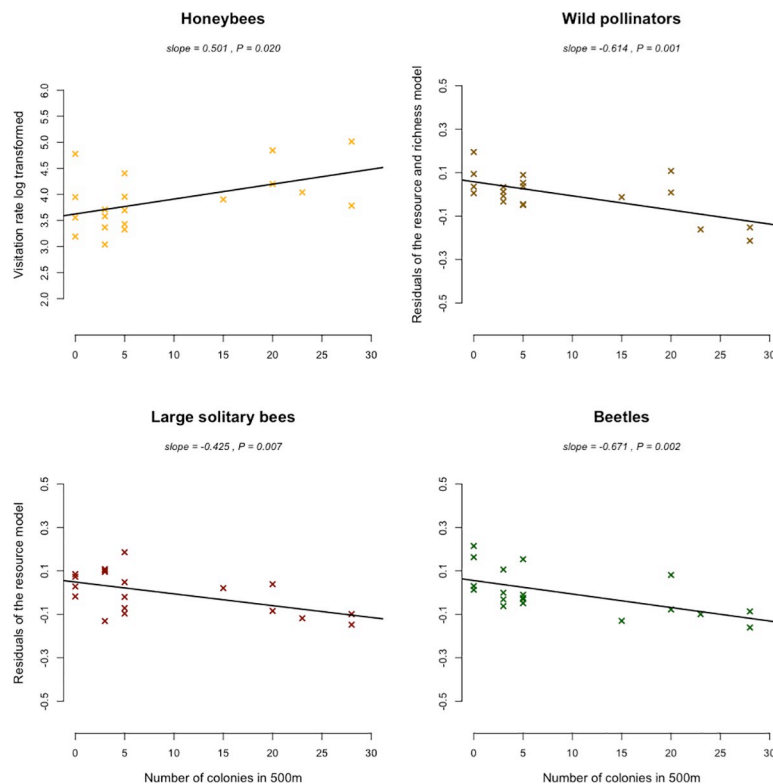 Honeybees
slope = 0.501 , P = 0.020
Visitation rate log transformed
6.0
5.5
5.0
4.5
4.0
3.5
3.0
2.5
2.0
0 5 10 15 20 25 30
Wild pollinators
slope = -0.614 , P = 0.001
Residuals of the resource and richness model
0.5
0.3
0.1
-0.1
-0.3
-0.5
0 5 10 15 20 25 30
Large solitary bees
slope = -0.425 , P = 0.007
Residuals of the resource model
0.5
0.3
0.1
-0.1
-0.3
-0.5
0 5 10 15 20 25 30
Number of colonies in 500m
Beetles
slope = -0.671 , P = 0.002
0.5
0.3
0.1
-0.1
-0.3
-0.5
0 5 10 15 20 25 30
Number of colonies in 500m